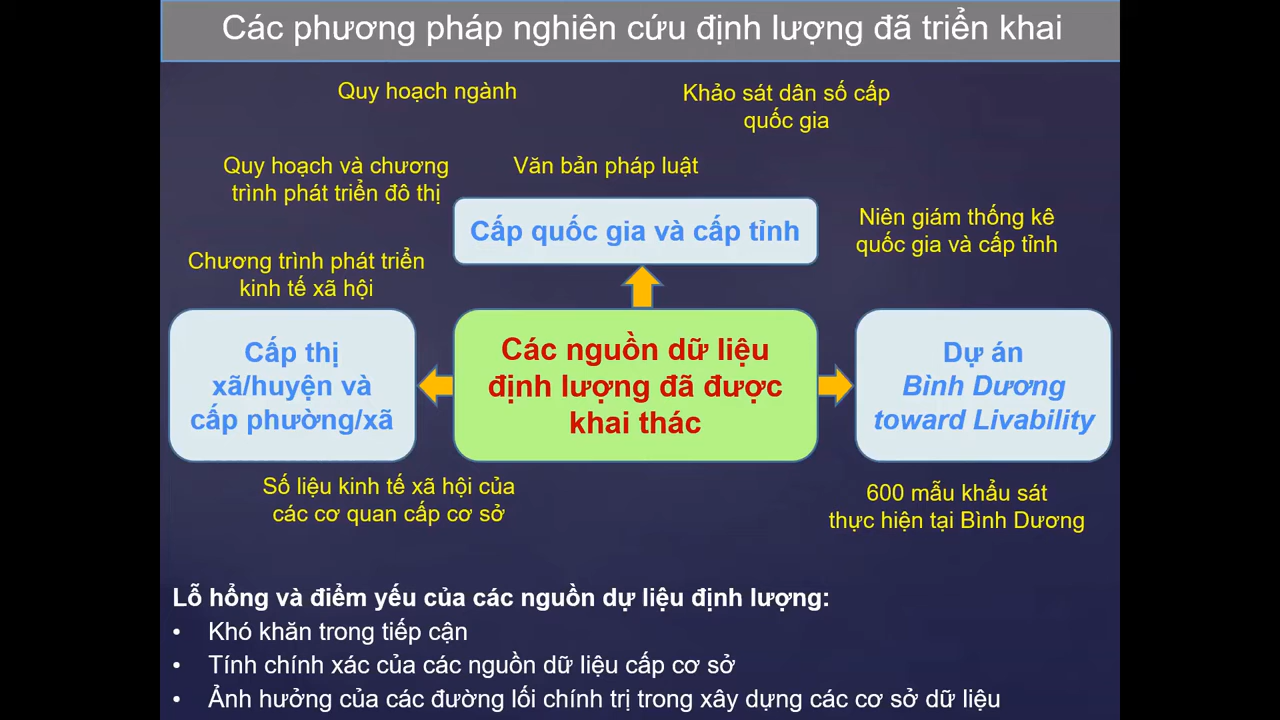 Các phương pháp nghiên cứu định lượng đã triển khai
Quy hoạch ngành
Khảo sát dân số cấp
quốc gia
Quy hoạch và chương
trình phát triển đô thị
Văn bản pháp luật
Cấp quốc gia và cấp tỉnh
Niên giám thống kê
quốc gia và cấp tỉnh
Chương trình phát triển
kinh tế xã hội
Cấp thị
xã/huyện và
cấp phường/xã
Các nguồn dữ liệu
định lượng đã được
khai thác
Dự án
Bình Dương
toward Livability
Số liệu kinh tế xã hội của
các cơ quan cấp cơ sở
600 mẫu khẩu sát
thực hiện tại Bình Dương
Lỗ hổng và điểm yếu của các nguồn dự liệu định lượng:
• Khó khăn trong tiếp cận
• Tính chính xác của các nguồn dữ liệu cấp cơ sở
• Ảnh hưởng của các đường lối chính trị trong xây dựng các cơ sở dữ liệu